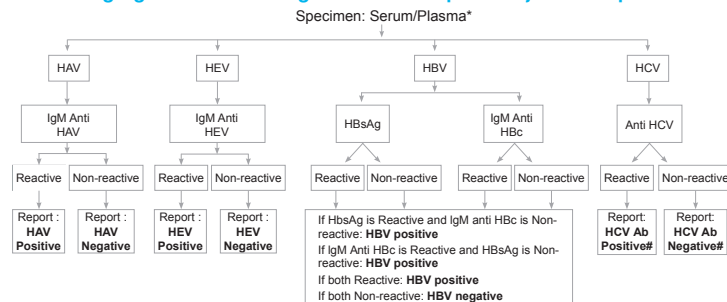 Specimen: Serum/Plasma*
HAV
HEV
HBV
HCV
IgM Anti
HAV
IgM Anti
HEV
HBsAg
IgM Anti
HBc
Anti HCV
Reactive
Non-reactive
Reactive
Non-reactive
Reactive
Non-reactive
Reactive
Non-reactive
Reactive
Non-reactive
Report :
HAV
Positive
Report :
HAV
Negative
Report :
HEV
Positive
Report :
HEV
Negative
If HbsAg is Reactive and IgM anti HBc is Non-
reactive: HBV positive
If IgM Anti HBc is Reactive and HBsAg is Non-
reactive: HBV positive
If both Reactive: HBV positive
If both Non-reactive: HBV negative
Report:
HCV Ab
Positive#
Report:
HCV Ab
Negative#